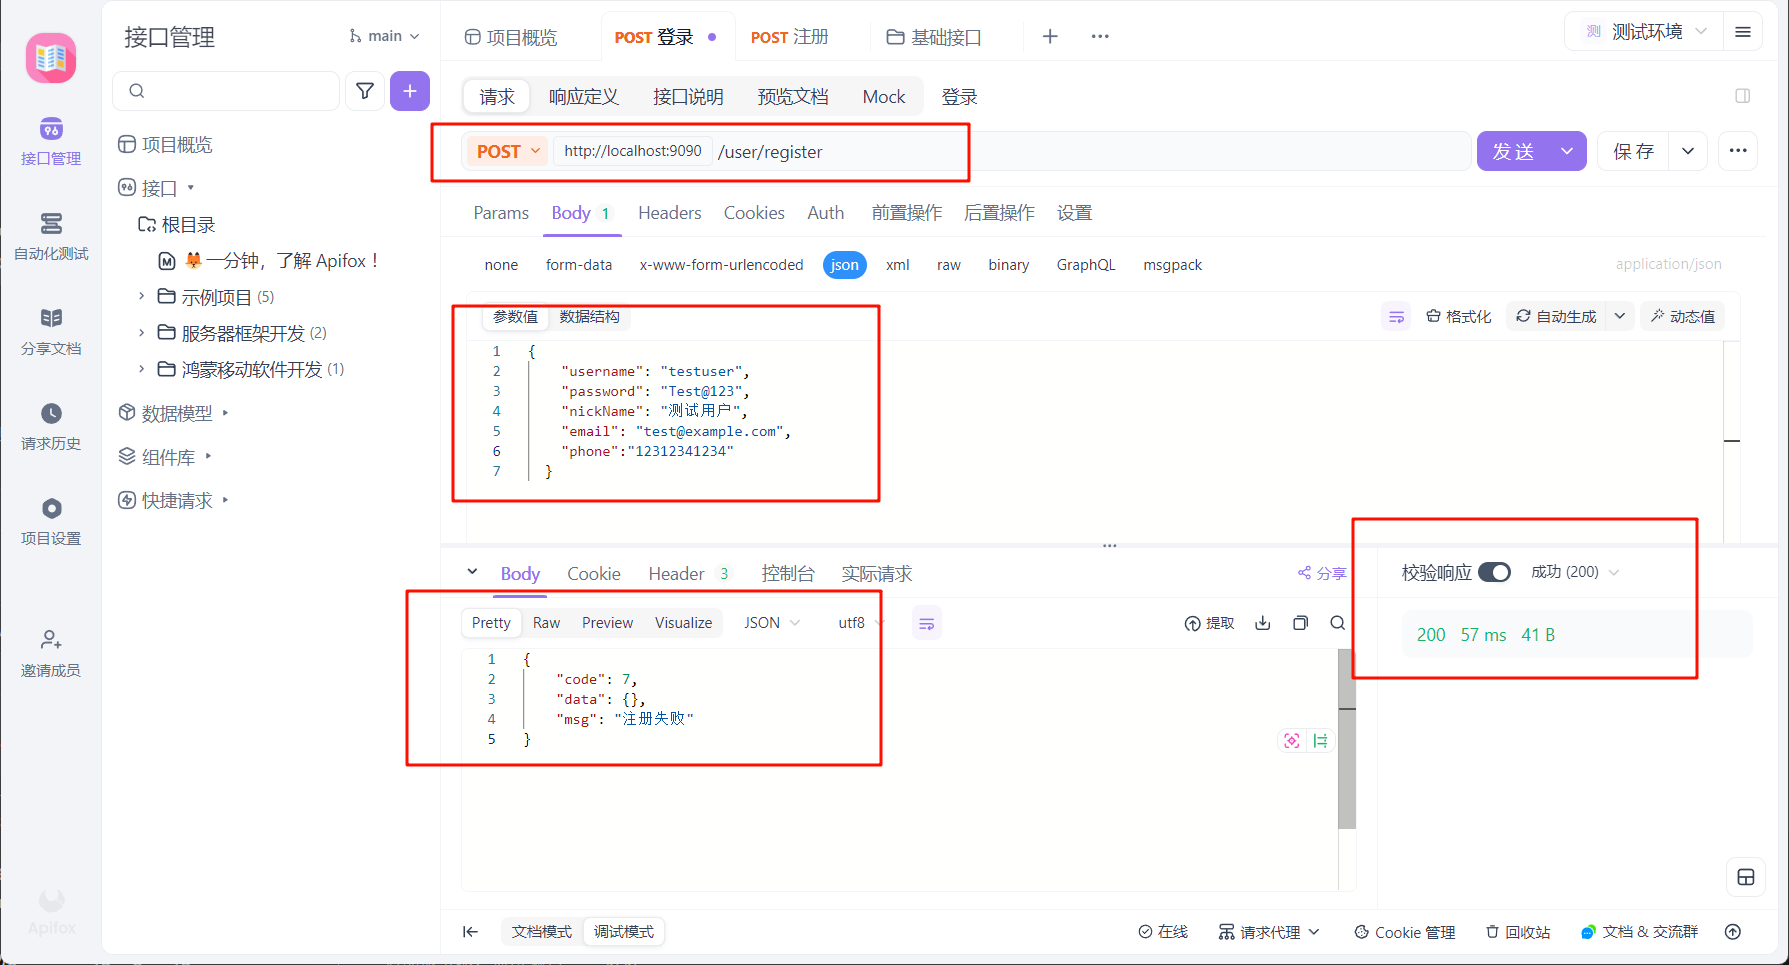 接口管理
main
项目概览
POST 登录
POST 注册
基础接口
测 测试环境
请求
响应定义
接口说明
预览文档
Mock
登录
接口管理
自动化测试
分享文档
请求历史
项目设置
邀请成员
Apifox
项目概览
接口
根目录
🦊一分钟，了解 Apifox！
示例项目 (5)
服务器框架开发 (2)
鸿蒙移动软件开发 (1)
数据模型
组件库
快捷请求
POST http://localhost:9090 /user/register
发送
保存
Params Body 1 Headers Cookies Auth 前置操作 后置操作 设置
none form-data x-www-form-urlencoded json xml raw binary GraphQL msgpack
application/json
参数值 数据结构
格式化 自动生成 动态值
1 {
2 "username": "testuser",
3 "password": "Test@123",
4 "nickName": "测试用户",
5 "email": "test@example.com",
6 "phone":"12312341234"
7 }
Body Cookie Header 3 控制台 实际请求
分享
校验响应 成功 (200)
Pretty Raw Preview Visualize JSON utf8
提取
200 57 ms 41 B
1 {
2 "code": 7,
3 "data": {},
4 "msg": "注册失败"
5 }
文档模式 调试模式
在线 请求代理 Cookie 管理 回收站 文档 & 交流群